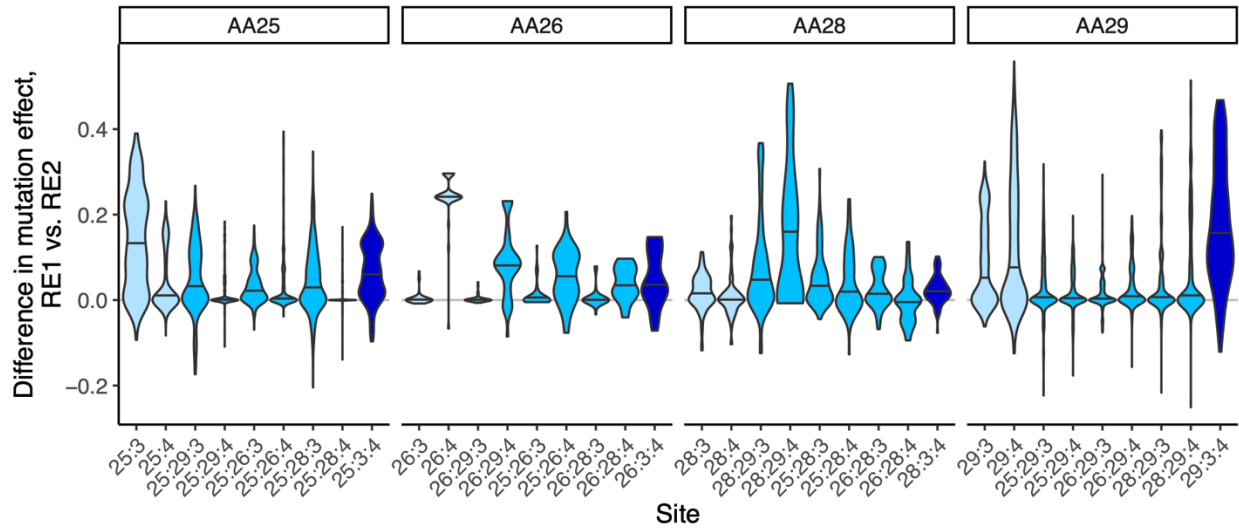 AA25 AA26 AA28 AA29
Difference in mutation effect,
RE1 vs. RE2
0.4
0.2
0.0
−0.2
25:3 25:4 25:29:3 25:29:4 25:26:3 25:26:4 25:28:3 25:28:4 25:3:4 26:3 26:4 26:29:3 26:29:4 25:26:3 25:26:4 26:28:3 26:28:4 26:3:4 28:3 28:4 28:29:3 28:29:4 25:28:3 25:28:4 26:28:3 26:28:4 28:3:4 29:3 29:4 25:29:3 25:29:4 26:29:3 26:29:4 28:29:3 28:29:4 29:3:4
Site